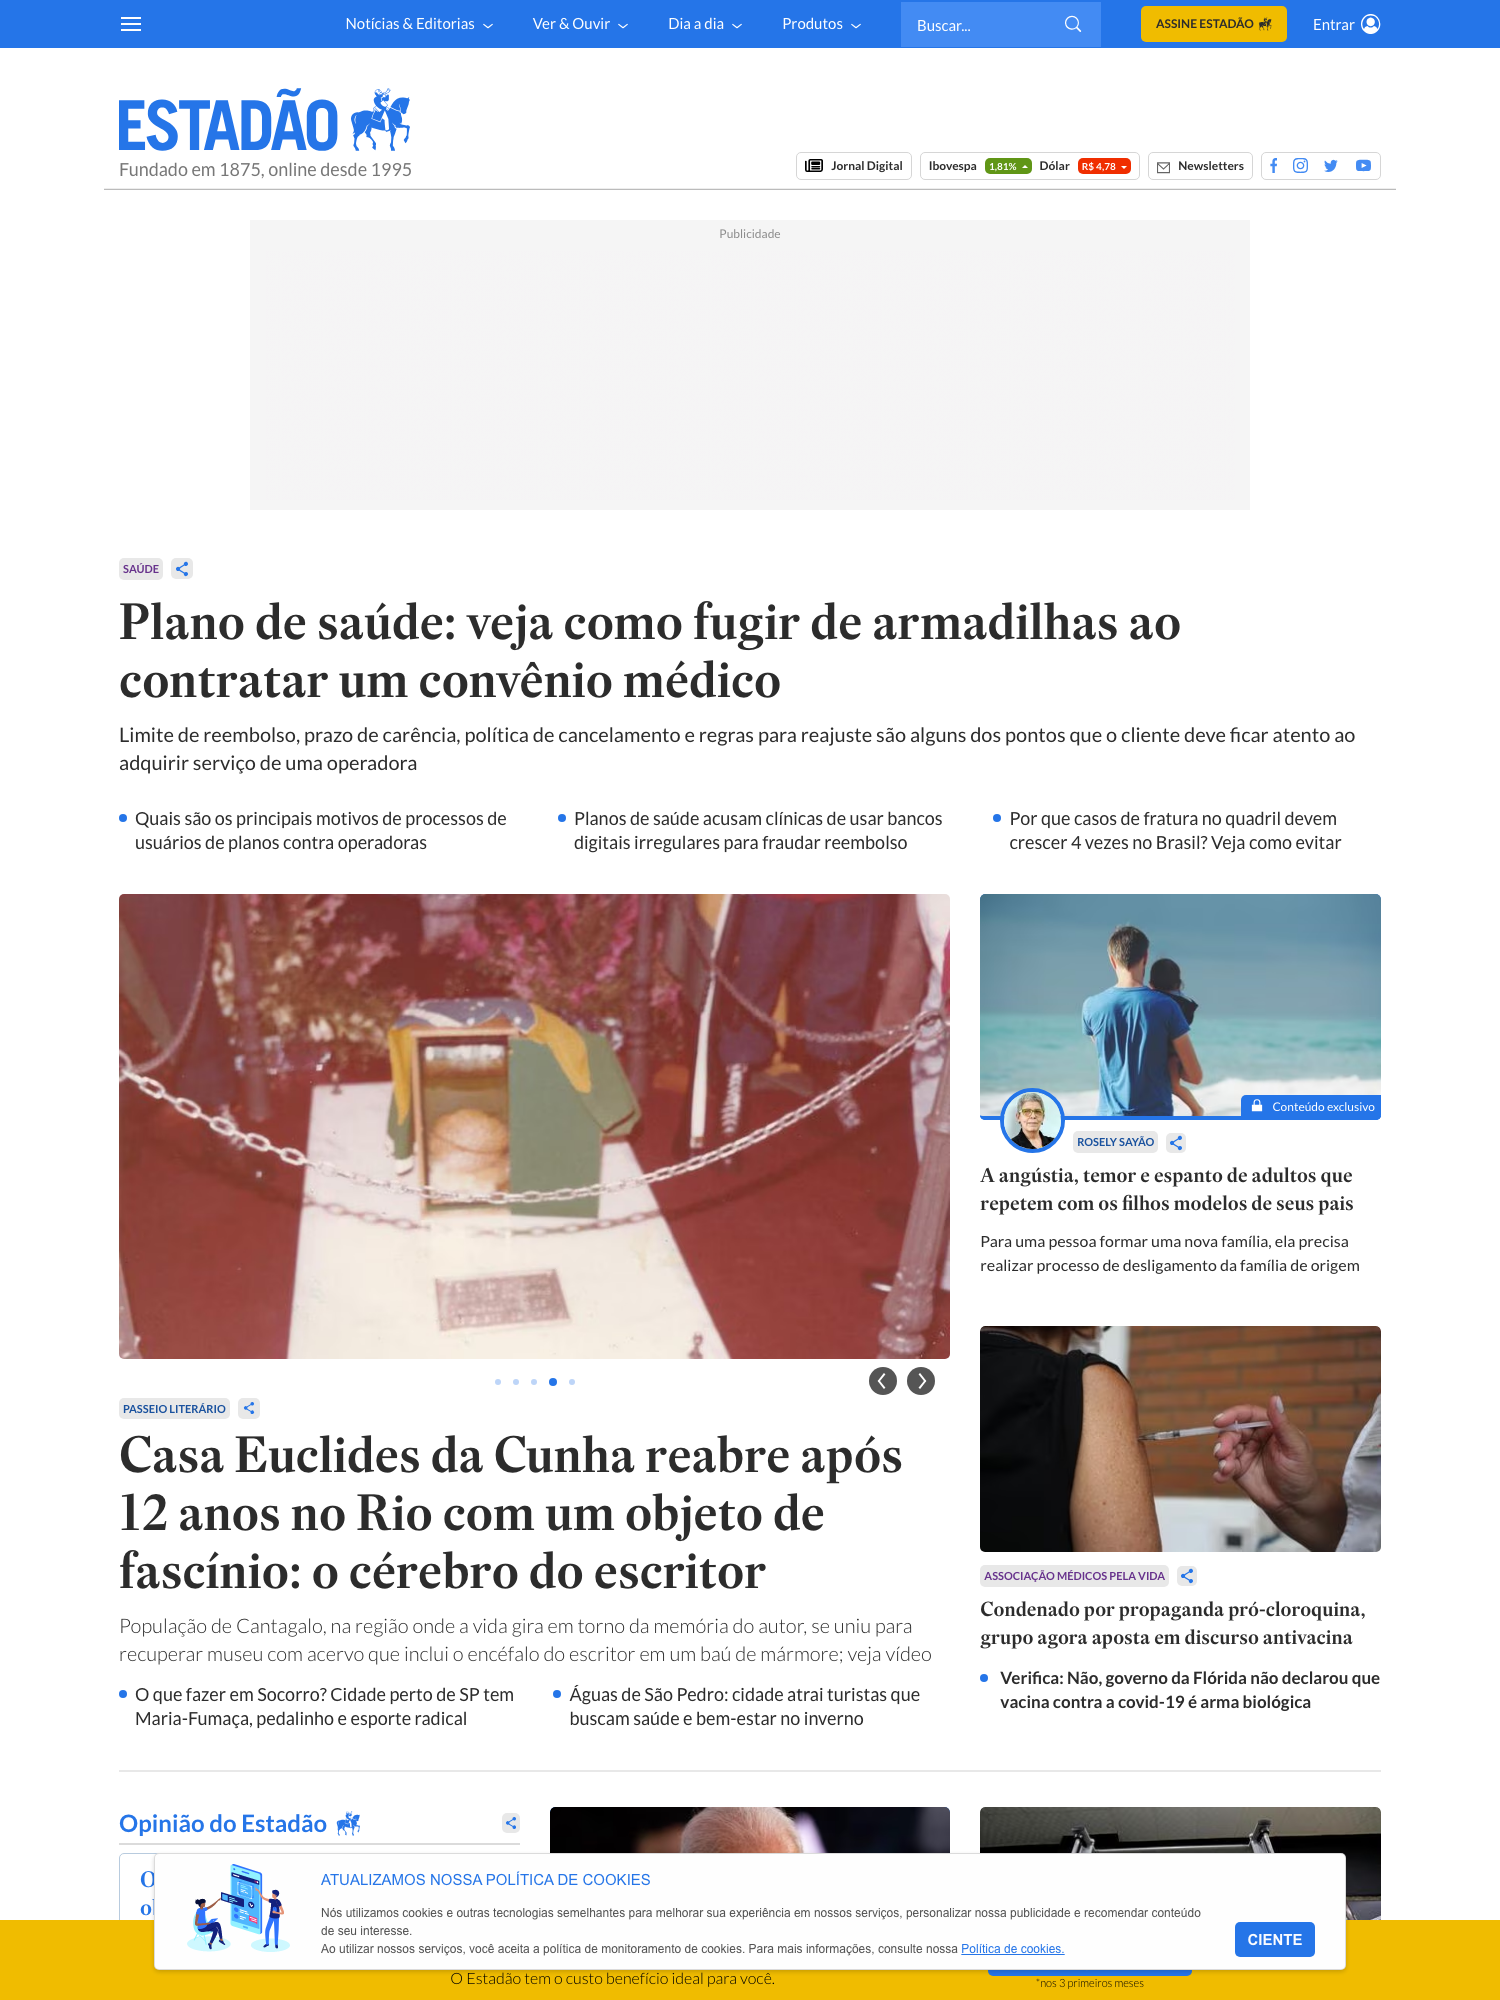 Notícias & Editorias
Ver & Ouvir
Dia a dia
Produtos
Buscar...
ASSINE ESTADÃO
Entrar
ESTADÃO
Fundado em 1875, online desde 1995
Jornal Digital
Ibovespa 1,81% Dólar R$ 4,78
Newsletters
Publicidade
SAÚDE
Plano de saúde: veja como fugir de armadilhas ao
contratar um convênio médico
Limite de reembolso, prazo de carência, política de cancelamento e regras para reajuste são alguns dos pontos que o cliente deve ficar atento ao
adquirir serviço de uma operadora
Quais são os principais motivos de processos de
usuários de planos contra operadoras
Planos de saúde acusam clínicas de usar bancos
digitais irregulares para fraudar reembolso
Por que casos de fratura no quadril devem
crescer 4 vezes no Brasil? Veja como evitar
Conteúdo exclusivo
ROSELY SAYÃO
A angústia, temor e espanto de adultos que
repetem com os filhos modelos de seus pais
Para uma pessoa formar uma nova família, ela precisa
realizar processo de desligamento da família de origem
PASSEIO LITERÁRIO
Casa Euclides da Cunha reabre após
12 anos no Rio com um objeto de
fascínio: o cérebro do escritor
População de Cantagalo, na região onde a vida gira em torno da memória do autor, se uniu para
recuperar museu com acervo que inclui o encéfalo do escritor em um baú de mármore; veja vídeo
O que fazer em Socorro? Cidade perto de SP tem
Maria-Fumaça, pedalinho e esporte radical
Águas de São Pedro: cidade atrai turistas que
buscam saúde e bem-estar no inverno
ASSOCIAÇÃO MÉDICOS PELA VIDA
Condenado por propaganda pró-cloroquina,
grupo agora aposta em discurso antivacina
Verifica: Não, governo da Flórida não declarou que
vacina contra a covid-19 é arma biológica
Opinião do Estadão
O
ATUALIZAMOS NOSSA POLÍTICA DE COOKIES
Nós utilizamos cookies e outras tecnologias semelhantes para melhorar sua experiência em nossos serviços, personalizar nossa publicidade e recomendar conteúdo
de seu interesse.
Ao utilizar nossos serviços, você aceita a política de monitoramento de cookies. Para mais informações, consulte nossa Política de cookies.
CIENTE
O Estadão tem o custo benefício ideal para você.
*nos 3 primeiros meses